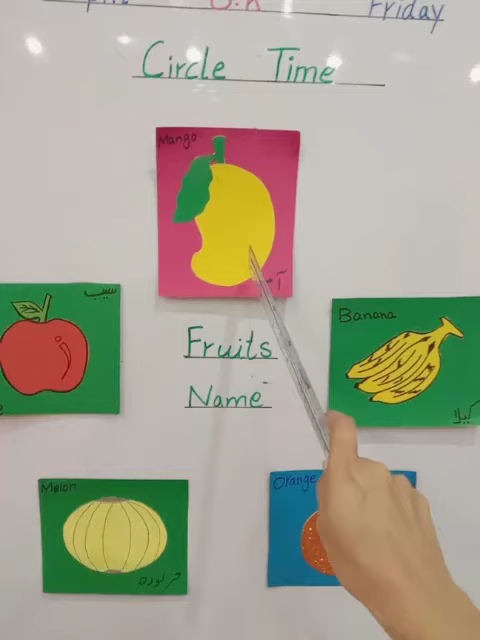 Friday
Circle Time
Mango
آم
سیب
Fruits
Name
Banana
کیلا
Melon
خربوزہ
Orange